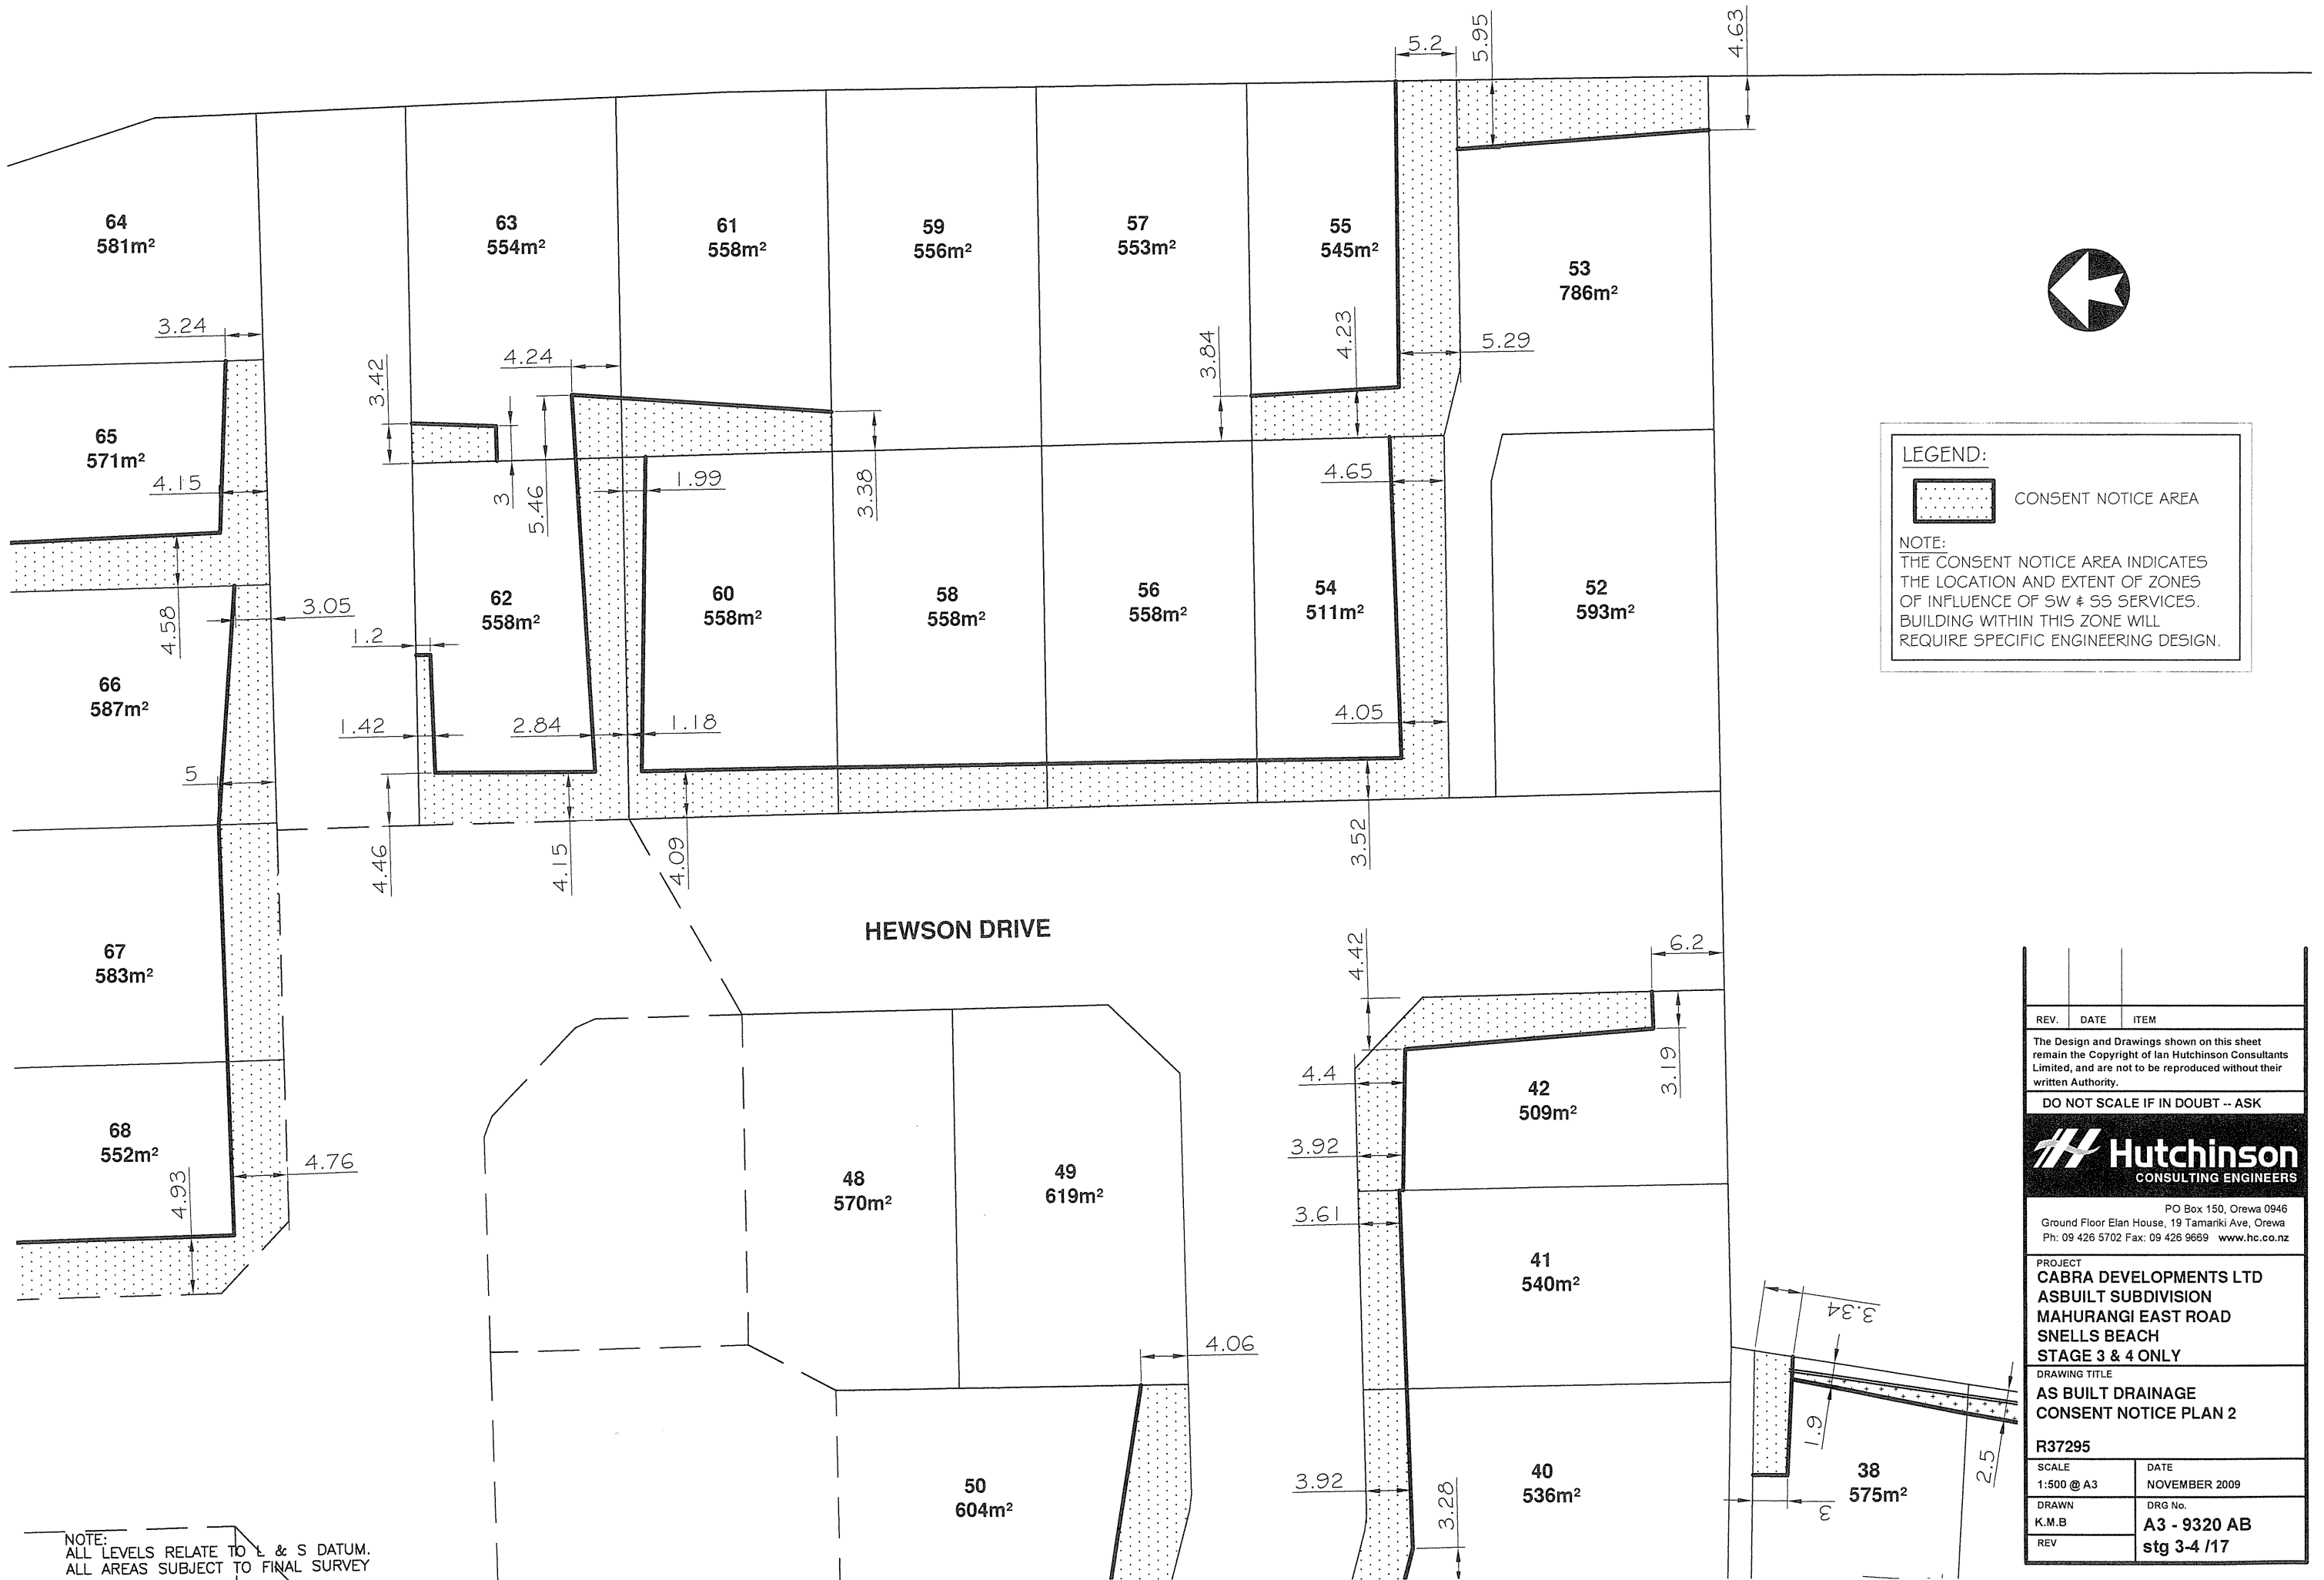 5.2
5.95
4.63
64
581m²
63
554m²
61
558m²
59
556m²
57
553m²
55
545m²
53
786m²
3.24
3.42
4.24
3.84
4.23
5.29
65
571m²
4.15
3
5.46
1.99
3.38
4.65
LEGEND:
CONSENT NOTICE AREA
NOTE:
THE CONSENT NOTICE AREA INDICATES
THE LOCATION AND EXTENT OF ZONES
OF INFLUENCE OF SW & SS SERVICES.
BUILDING WITHIN THIS ZONE WILL
REQUIRE SPECIFIC ENGINEERING DESIGN.
4.58
3.05
1.2
62
558m²
60
558m²
58
558m²
56
558m²
54
511m²
52
593m²
66
587m²
1.42
2.84
1.18
4.05
5
4.46
4.15
4.09
3.52
HEWSON DRIVE
67
583m²
4.42
6.2
4.4
3.19
42
509m²
68
552m²
4.93
4.76
48
570m²
49
619m²
3.92
3.61
41
540m²
4.06
3.34
1.9
2.5
50
604m²
3.92
3.28
40
536m²
38
575m²
3
NOTE:
ALL LEVELS RELATE TO L & S DATUM.
ALL AREAS SUBJECT TO FINAL SURVEY
REV. DATE ITEM
The Design and Drawings shown on this sheet
remain the Copyright of Ian Hutchinson Consultants
Limited, and are not to be reproduced without their
written Authority.
DO NOT SCALE IF IN DOUBT -- ASK
Hutchinson
CONSULTING ENGINEERS
PO Box 150, Orewa 0946
Ground Floor Elan House, 19 Tamariki Ave, Orewa
Ph: 09 426 5702 Fax: 09 426 9669 www.hc.co.nz
PROJECT
CABRA DEVELOPMENTS LTD
ASBUILT SUBDIVISION
MAHURANGI EAST ROAD
SNELLS BEACH
STAGE 3 & 4 ONLY
DRAWING TITLE
AS BUILT DRAINAGE
CONSENT NOTICE PLAN 2
R37295
SCALE DATE
1:500 @ A3 NOVEMBER 2009
DRAWN DRG No.
K.M.B A3 - 9320 AB
REV stg 3-4 /17